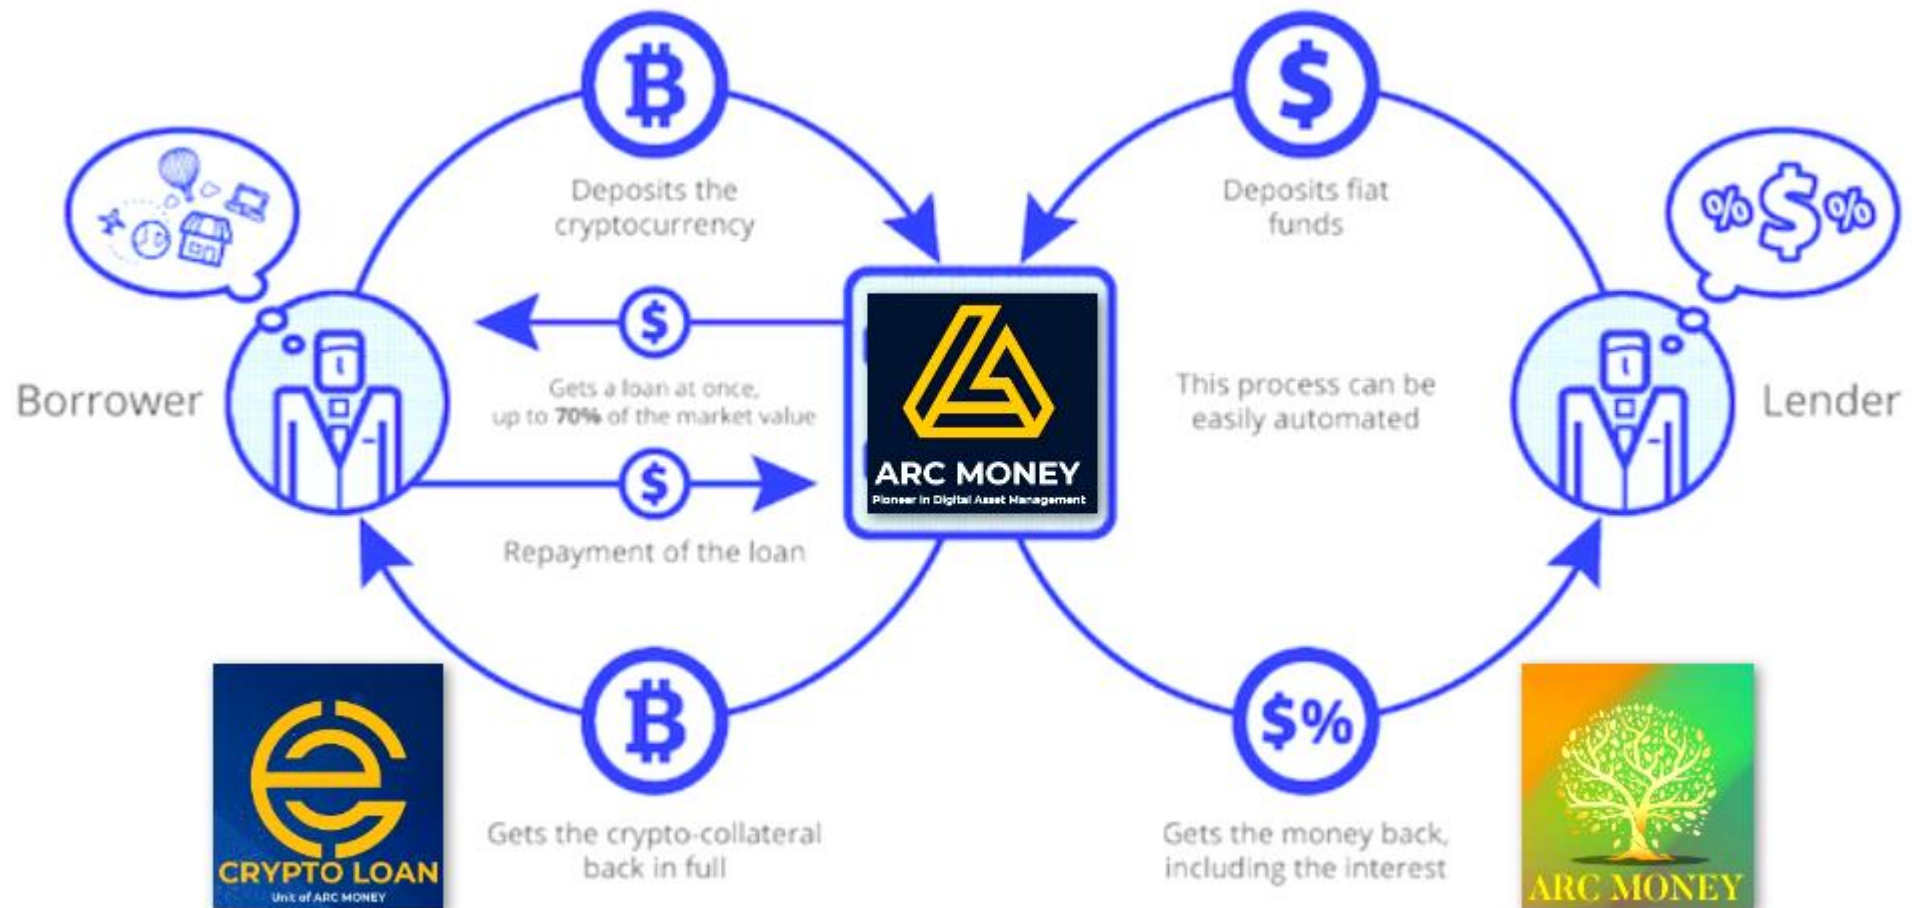 Deposits the
cryptocurrency
Deposits fiat
funds
Borrower
Gets a loan at once,
up to 70% of the market value
Repayment of the loan
ARC MONEY
Pioneer in Digital Asset Management
This process can be
easily automated
Lender
$%
%$%
CRYPTO LOAN
Unit of ARC MONEY
Gets the crypto-collateral
back in full
Gets the money back,
including the interest
ARC MONEY